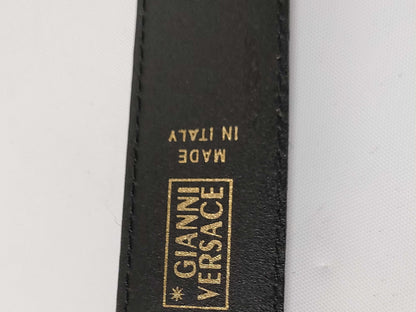 MADE
IN ITALY
* GIANNI
VERSACE